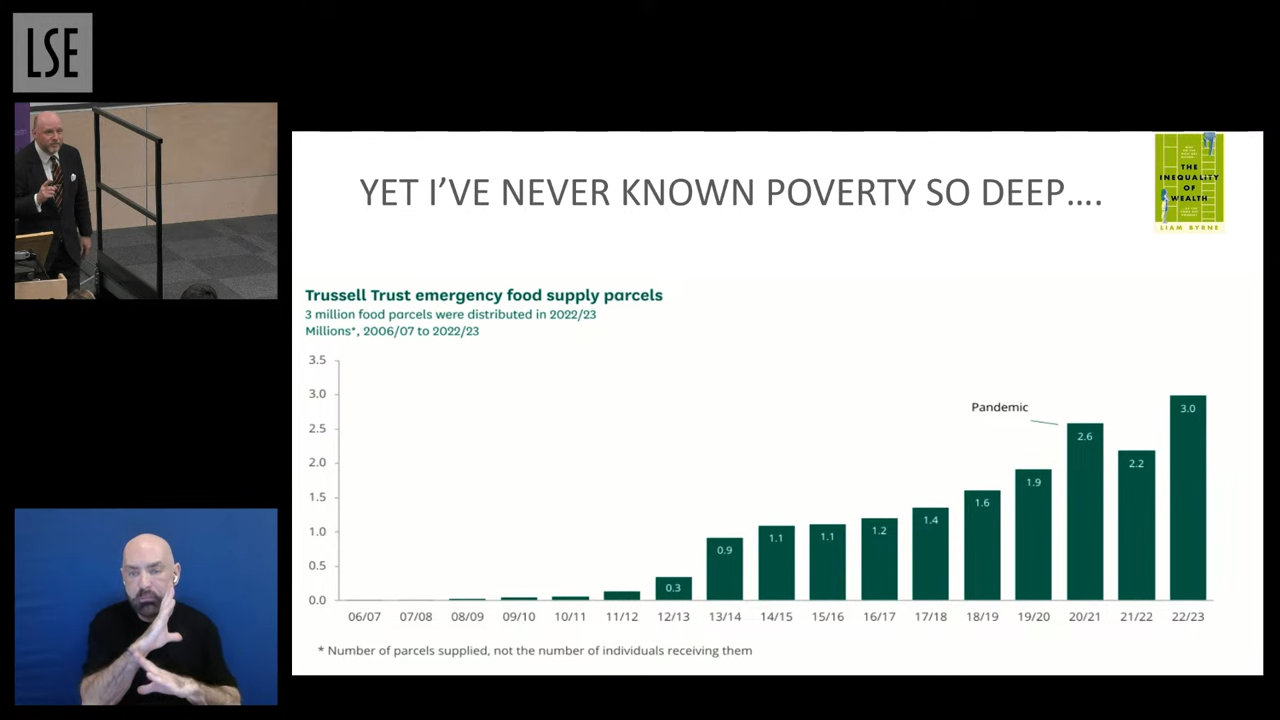 LSE
YET I’VE NEVER KNOWN POVERTY SO DEEP....
THE
INEQUALITY
OF
WEALTH
LIAM BYRNE
Trussell Trust emergency food supply parcels
3 million food parcels were distributed in 2022/23
Millions*, 2006/07 to 2022/23
3.5
3.0
2.5
2.0
1.5
1.0
0.5
0.0
Pandemic
0.3
0.9
1.1
1.1
1.2
1.4
1.6
1.9
2.6
2.2
3.0
06/07 07/08 08/09 09/10 10/11 11/12 12/13 13/14 14/15 15/16 16/17 17/18 18/19 19/20 20/21 21/22 22/23
* Number of parcels supplied, not the number of individuals receiving them